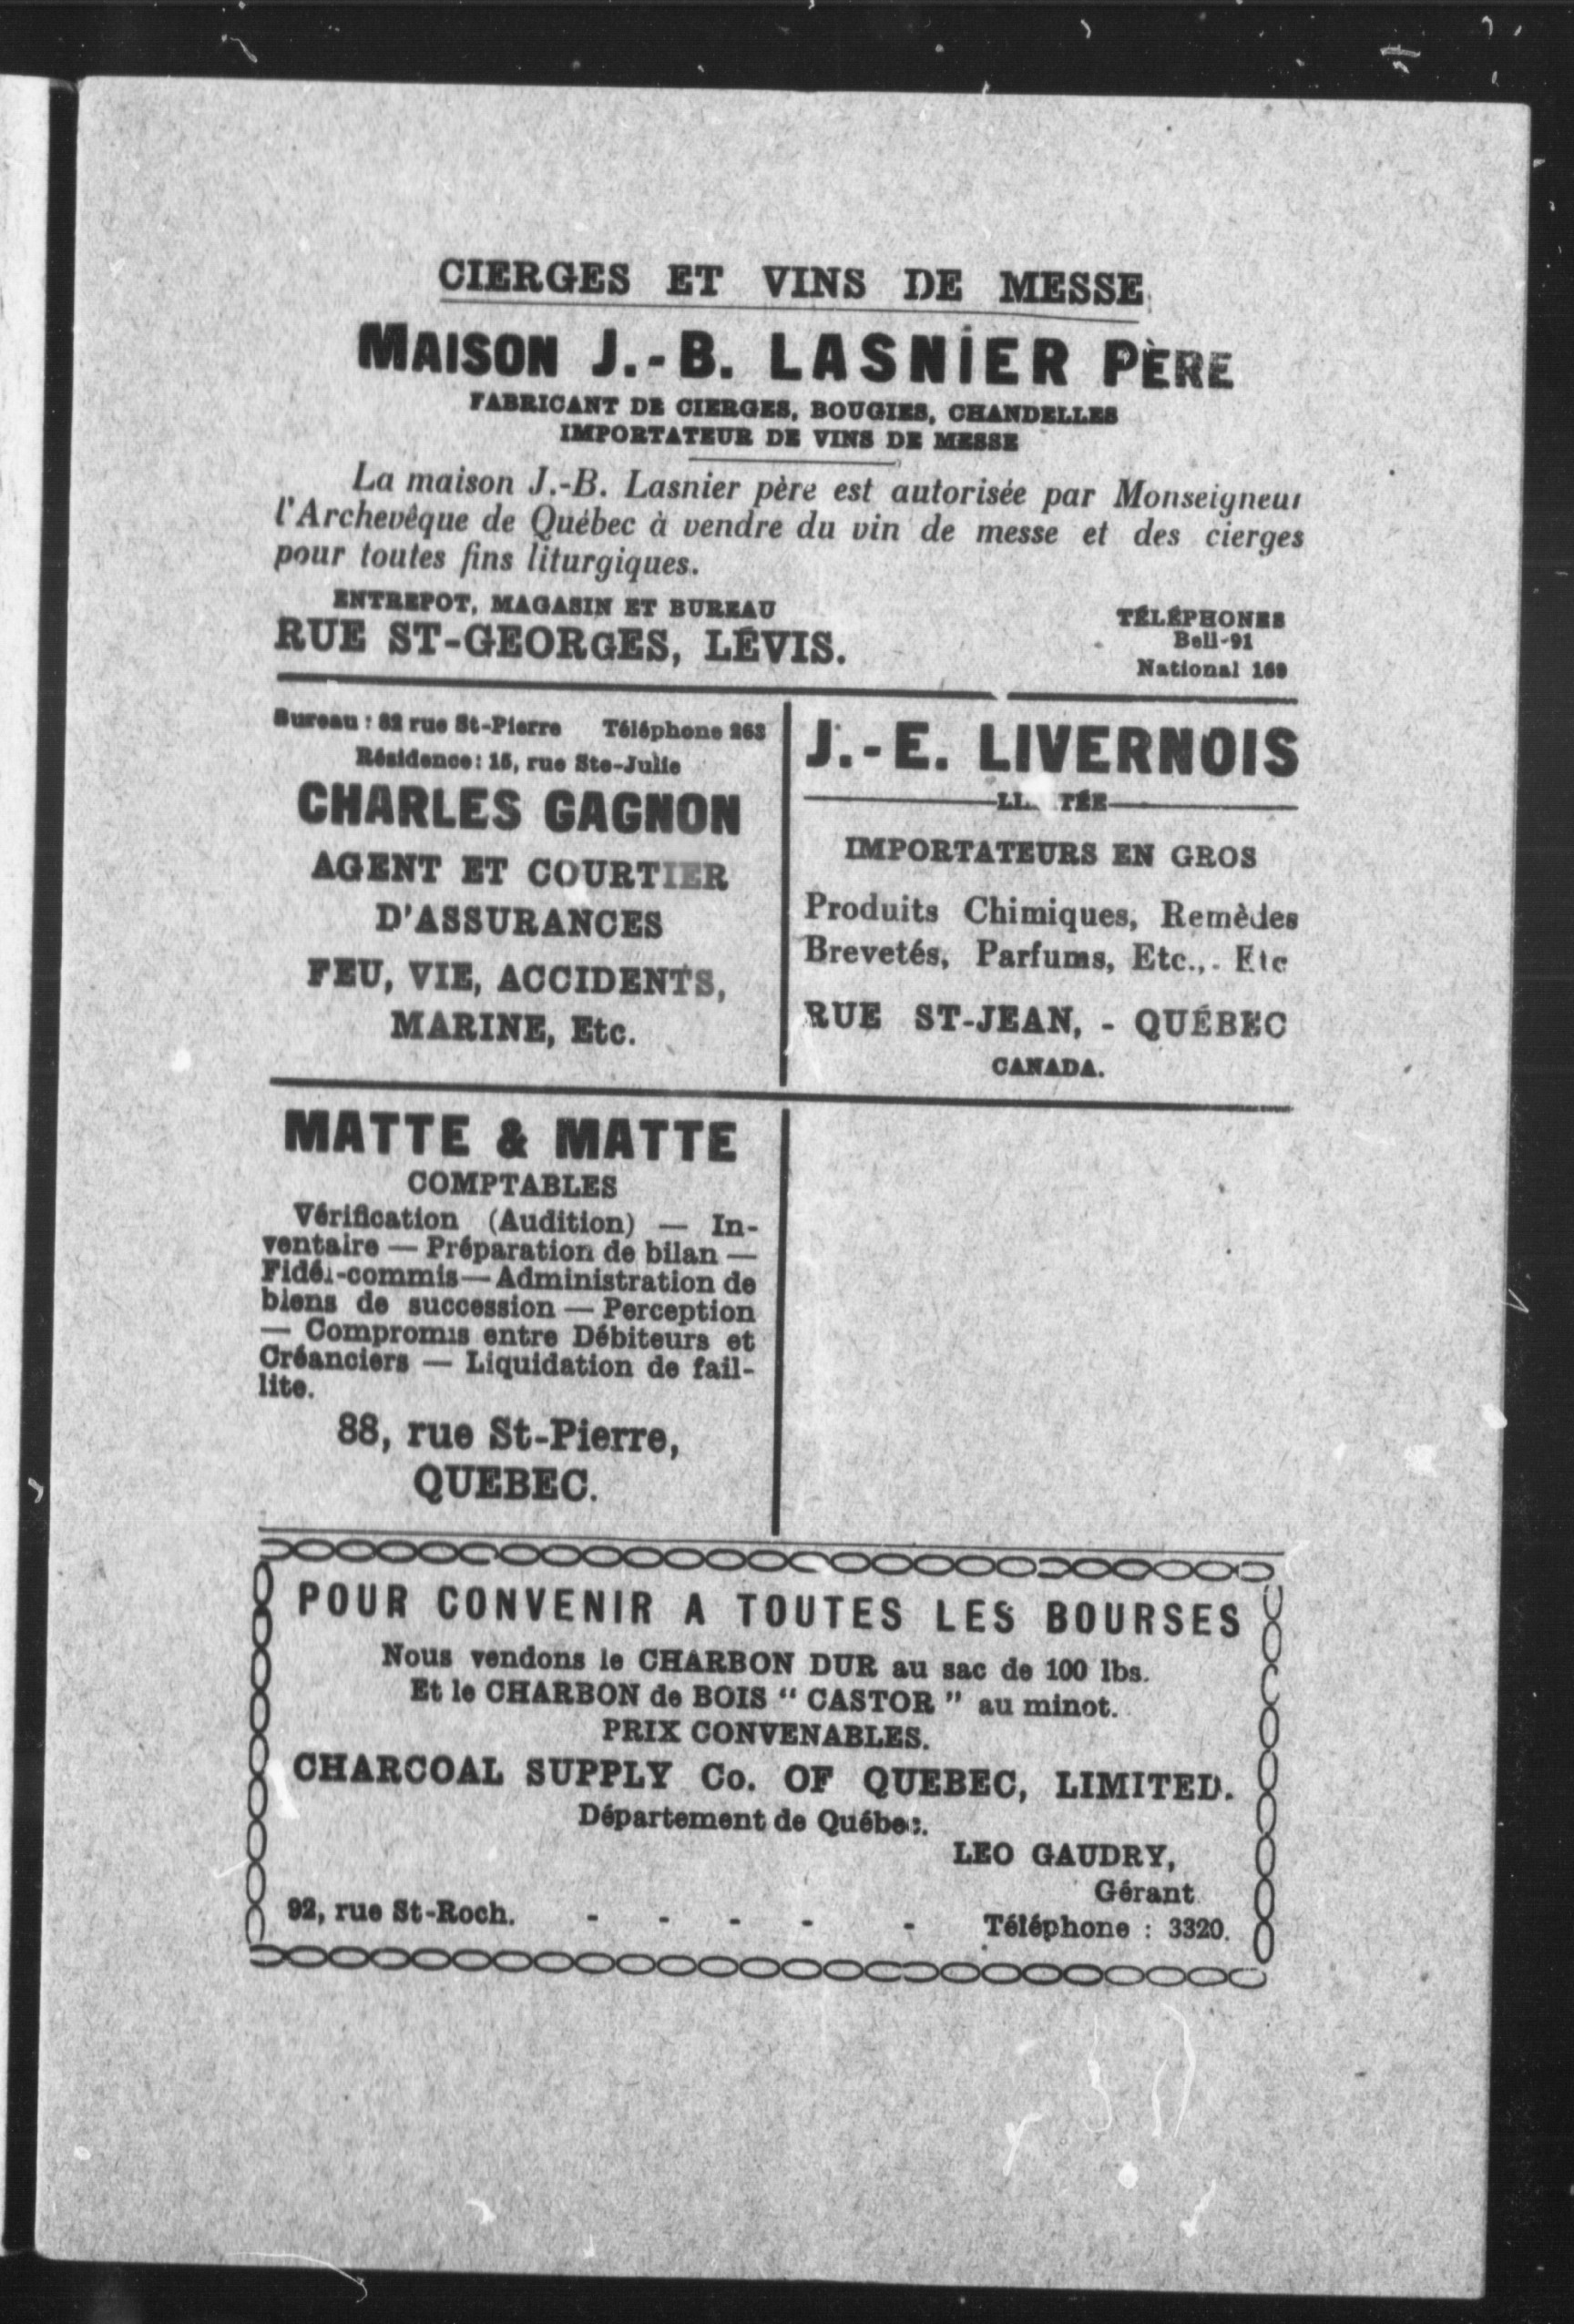 CIERGES ET VINS DE MESSE
MAISON J.-B. LASNIER PÈRE
FABRICANT DE CIERGES, BOUGIES, CHANDELLES
IMPORTATEUR DE VINS DE MESSE
La maison J.-B. Lasnier père est autorisée par Monseigneur
l'Archevêque de Québec à vendre du vin de messe et des cierges
pour toutes fins liturgiques.
ENTREPOT, MAGASIN ET BUREAU
RUE ST-GEORGES, LÉVIS.
TÉLÉPHONES
Bell-91
National 169
Bureau : 82 rue St-Pierre Téléphone 263
Résidence: 15, rue Ste-Julie
CHARLES GAGNON
AGENT ET COURTIER
D'ASSURANCES
FEU, VIE, ACCIDENTS,
MARINE, Etc.
J.-E. LIVERNOIS
IMPORTATEURS EN GROS
Produits Chimiques, Remèdes
Brevetés, Parfums, Etc.,. Etc
RUE ST-JEAN, - QUÉBEC
CANADA.
MATTE & MATTE
COMPTABLES
Vérification (Audition) — In-
ventaire — Préparation de bilan —
Fidéi-commis — Administration de
biens de succession — Perception
— Compromis entre Débiteurs et
Créanciers — Liquidation de fail-
lite.
88, rue St-Pierre,
QUEBEC.
POUR CONVENIR A TOUTES LES BOURSES
Nous vendons le CHARBON DUR au sac de 100 lbs.
Et le CHARBON de BOIS " CASTOR " au minot.
PRIX CONVENABLES.
CHARCOAL SUPPLY Co. OF QUEBEC, LIMITED.
Département de Québec.
LEO GAUDRY,
Gérant
92, rue St-Roch. - - - - - Téléphone : 3320.